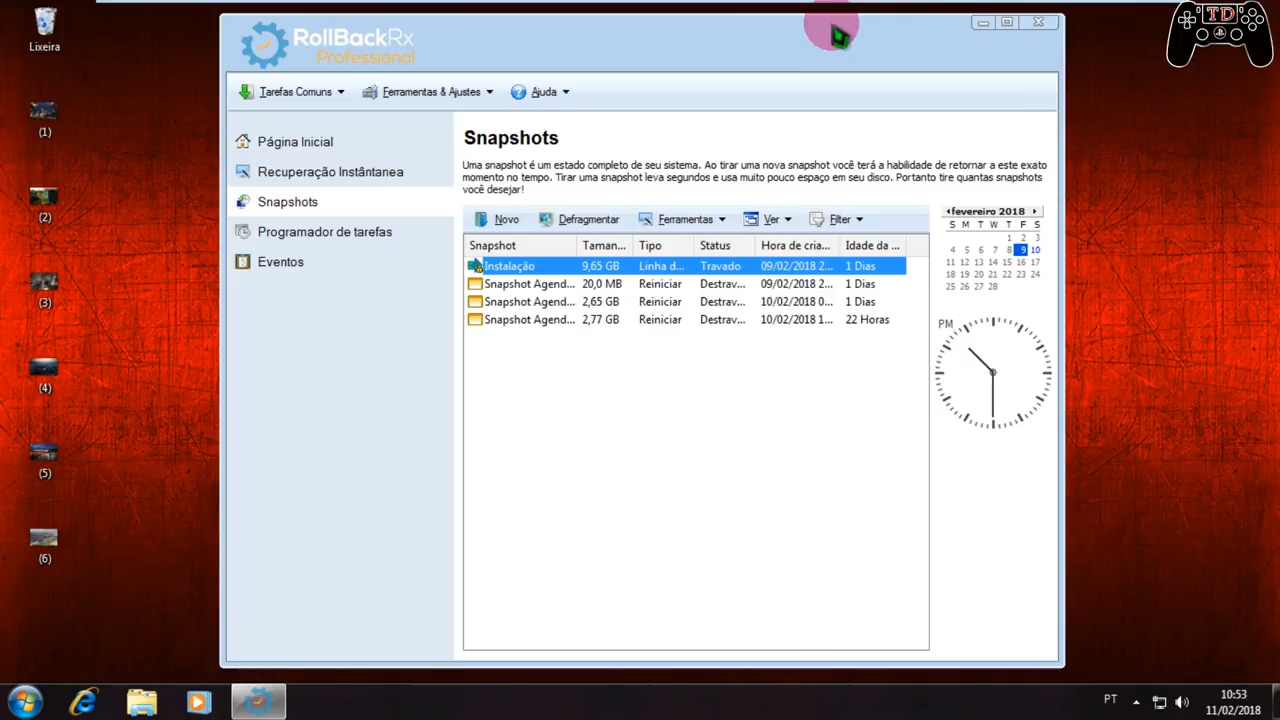 Lixeira
(1)
(2)
(3)
(4)
(5)
(6)
RollBackRx
Professional
TD
Tarefas Comuns
Ferramentas & Ajustes
Ajuda
Página Inicial
Recuperação Instântanea
Snapshots
Programador de tarefas
Eventos
Snapshots
Uma snapshot é um estado completo de seu sistema. Ao tirar uma nova snapshot você terá a habilidade de retornar a este exato
momento no tempo. Tirar uma snapshot leva segundos e usa muito pouco espaço em seu disco. Portanto tire quantas snapshots
você desejar!
Novo Defragmentar Ferramentas Ver Filter
Snapshot Taman... Tipo Status Hora de cria... Idade da ...
Instalação 9,65 GB Linha d... Travado 09/02/2018 2... 1 Dias
Snapshot Agend... 20,0 MB Reiniciar Destrav... 09/02/2018 2... 1 Dias
Snapshot Agend... 2,65 GB Reiniciar Destrav... 10/02/2018 0... 1 Dias
Snapshot Agend... 2,77 GB Reiniciar Destrav... 10/02/2018 1... 22 Horas
fevereiro 2018
S M T W T F S
1 2 3
4 5 6 7 8 9 10
11 12 13 14 15 16 17
18 19 20 21 22 23 24
25 26 27 28
PM
PT
10:53
11/02/2018